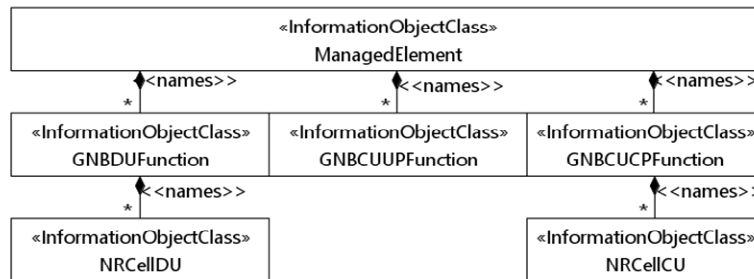 «InformationObjectClass»
ManagedElement
<<names>>
<<names>>
<<names>>
*
*
*
«InformationObjectClass»
GNBDUFunction
«InformationObjectClass»
GNBCUUPFunction
«InformationObjectClass»
GNBCUCPFunction
<<names>>
<<names>>
*
*
«InformationObjectClass»
NRCellDU
«InformationObjectClass»
NRCellCU